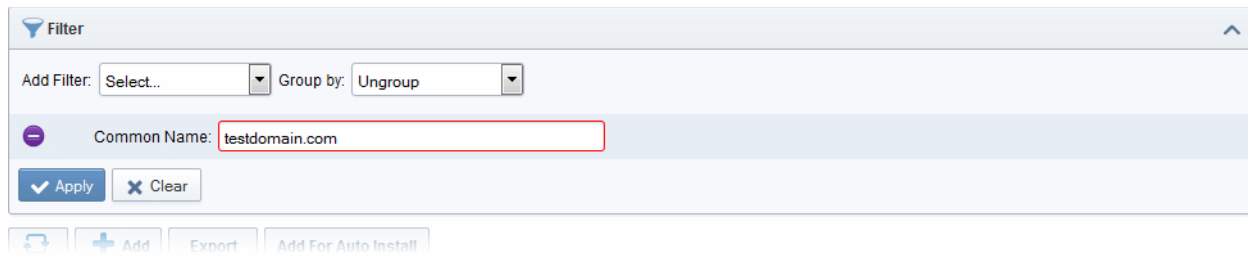 Filter
Add Filter: Select... Group by: Ungroup
Common Name: testdomain.com
Apply Clear
Add Export Add For Auto Install